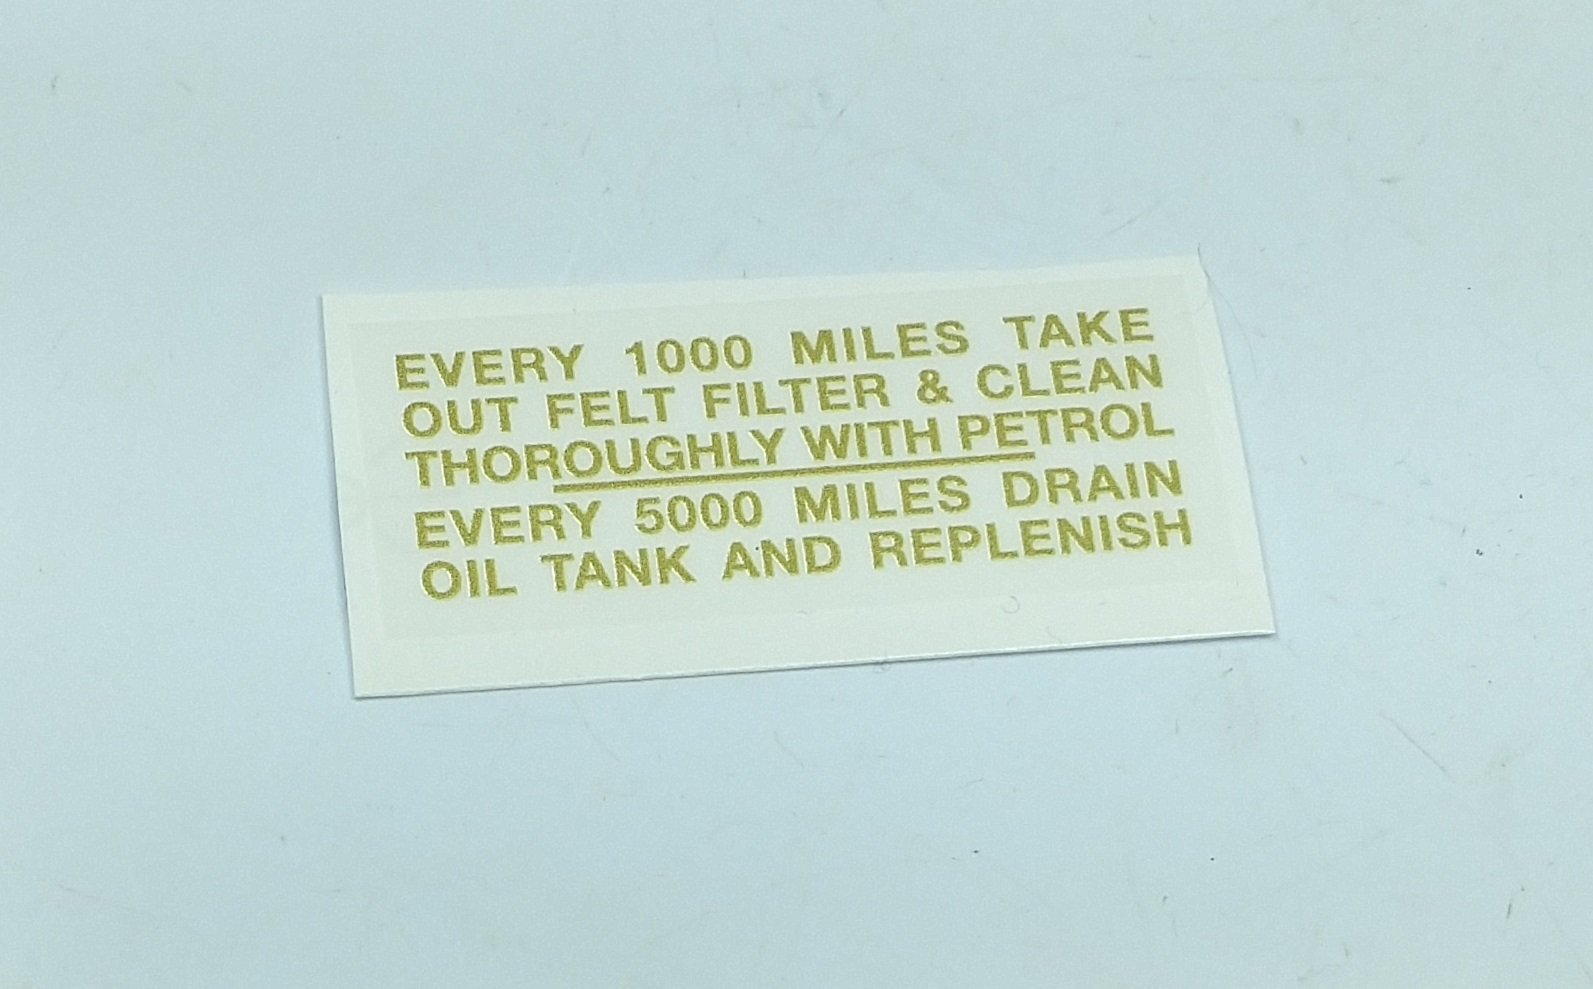 EVERY 1000 MILES TAKE
OUT FELT FILTER & CLEAN
THOROUGHLY WITH PETROL
EVERY 5000 MILES DRAIN
OIL TANK AND REPLENISH